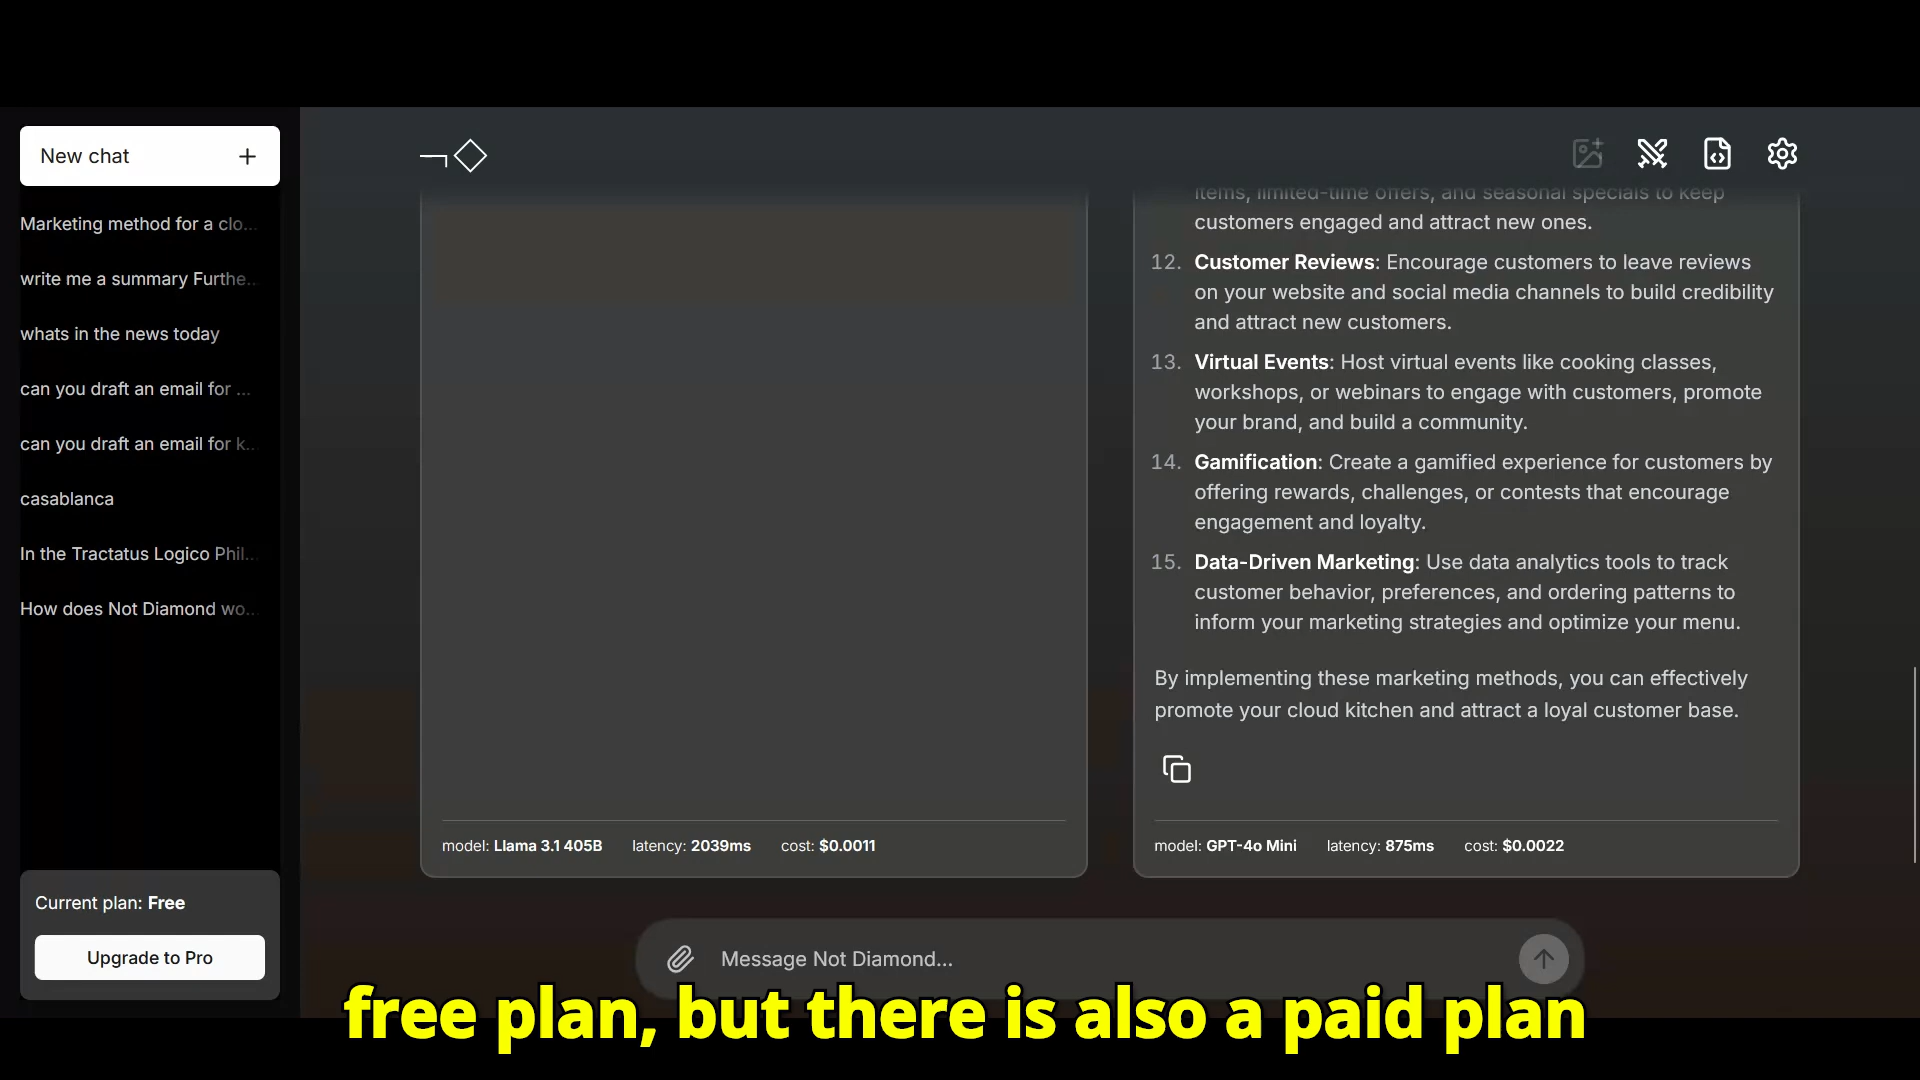 New chat
Marketing method for a clo...
write me a summary Furthe...
whats in the news today
can you draft an email for ...
can you draft an email for k...
casablanca
In the Tractatus Logico Phil...
How does Not Diamond wo...
Current plan: Free
Upgrade to Pro
model: Llama 3.1 405B latency: 2039ms cost: $0.0011
items, limited-time offers, and seasonal specials to keep
customers engaged and attract new ones.
12. Customer Reviews: Encourage customers to leave reviews
on your website and social media channels to build credibility
and attract new customers.
13. Virtual Events: Host virtual events like cooking classes,
workshops, or webinars to engage with customers, promote
your brand, and build a community.
14. Gamification: Create a gamified experience for customers by
offering rewards, challenges, or contests that encourage
engagement and loyalty.
15. Data-Driven Marketing: Use data analytics tools to track
customer behavior, preferences, and ordering patterns to
inform your marketing strategies and optimize your menu.
By implementing these marketing methods, you can effectively
promote your cloud kitchen and attract a loyal customer base.
model: GPT-4o Mini latency: 875ms cost: $0.0022
Message Not Diamond...
free plan, but there is also a paid plan